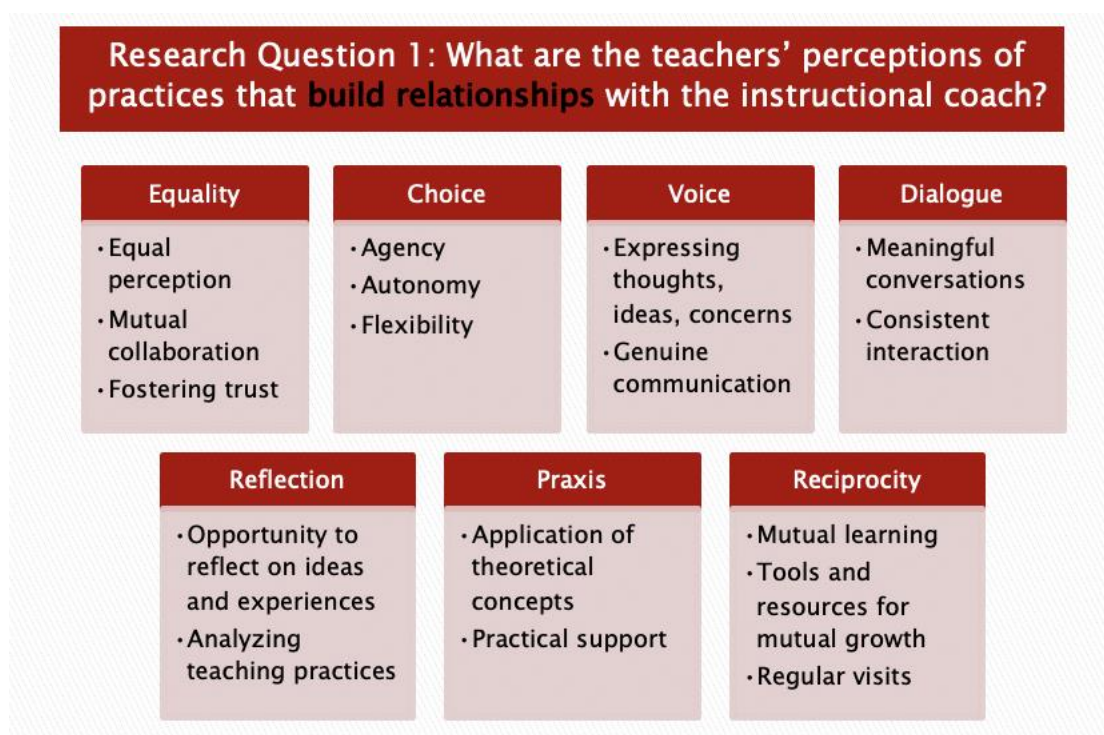 Research Question 1: What are the teachers’ perceptions of
practices that build relationships with the instructional coach?
Equality
• Equal
perception
• Mutual
collaboration
• Fostering trust
Choice
• Agency
• Autonomy
• Flexibility
Voice
• Expressing
thoughts,
ideas, concerns
• Genuine
communication
Dialogue
• Meaningful
conversations
• Consistent
interaction
Reflection
• Opportunity to
reflect on ideas
and experiences
• Analyzing
teaching practices
Praxis
• Application of
theoretical
concepts
• Practical support
Reciprocity
• Mutual learning
• Tools and
resources for
mutual growth
• Regular visits